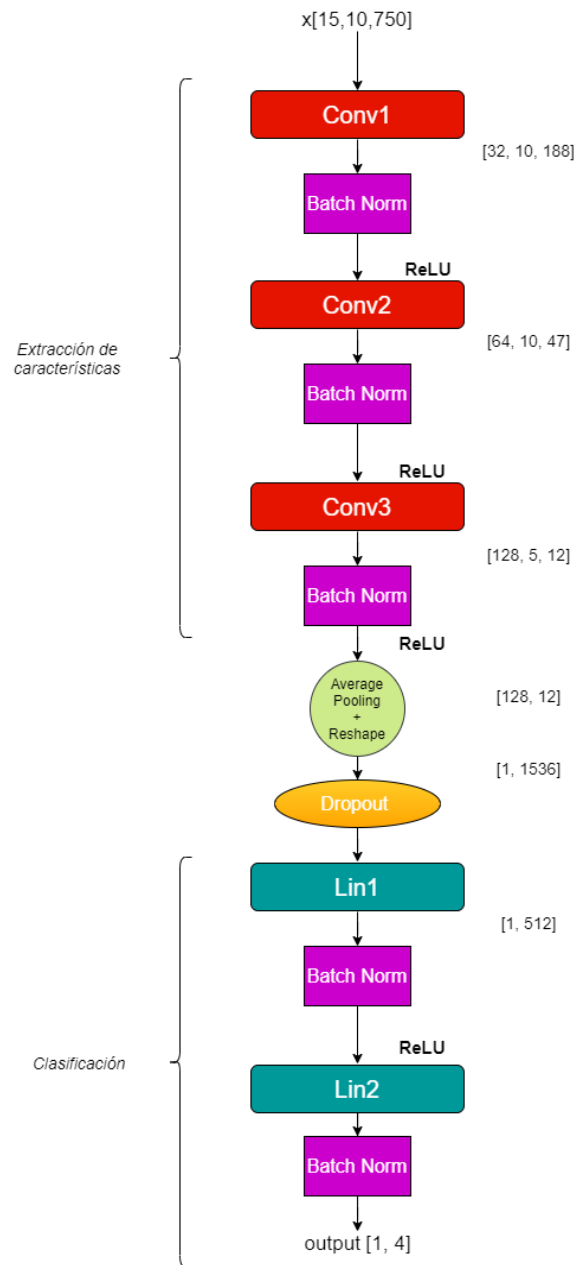 x[15,10,750]
Conv1
[32, 10, 188]
Batch Norm
ReLU
Conv2
[64, 10, 47]
Extracción de
características
Batch Norm
ReLU
Conv3
[128, 5, 12]
Batch Norm
ReLU
Average
Pooling
+
Reshape
[128, 12]
[1, 1536]
Dropout
Lin1
[1, 512]
Batch Norm
ReLU
Clasificación
Lin2
Batch Norm
output [1, 4]